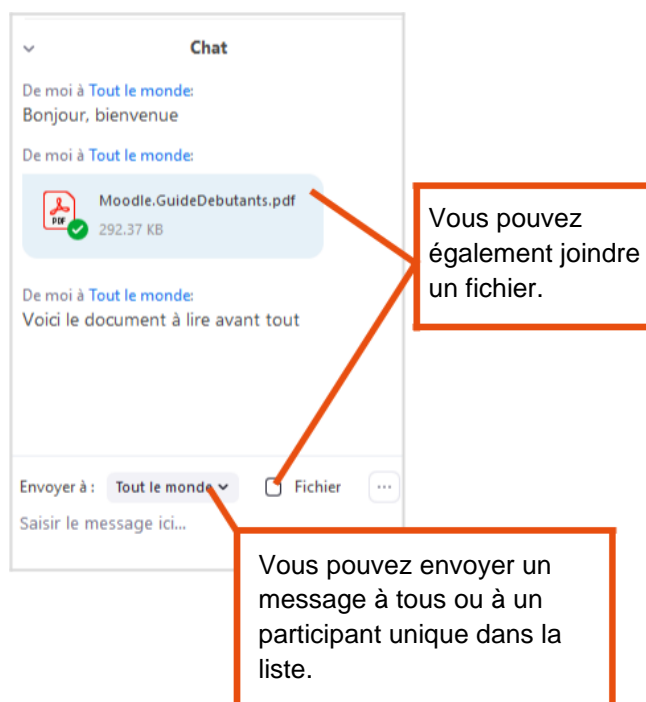 Chat
De moi à Tout le monde:
Bonjour, bienvenue
De moi à Tout le monde:
Moodle.GuideDebutants.pdf
PDF
292.37 KB
Vous pouvez
également joindre
un fichier.
De moi à Tout le monde:
Voici le document à lire avant tout
Envoyer à : Tout le monde Fichier ...
Saisir le message ici...
Vous pouvez envoyer un
message à tous ou à un
participant unique dans la
liste.